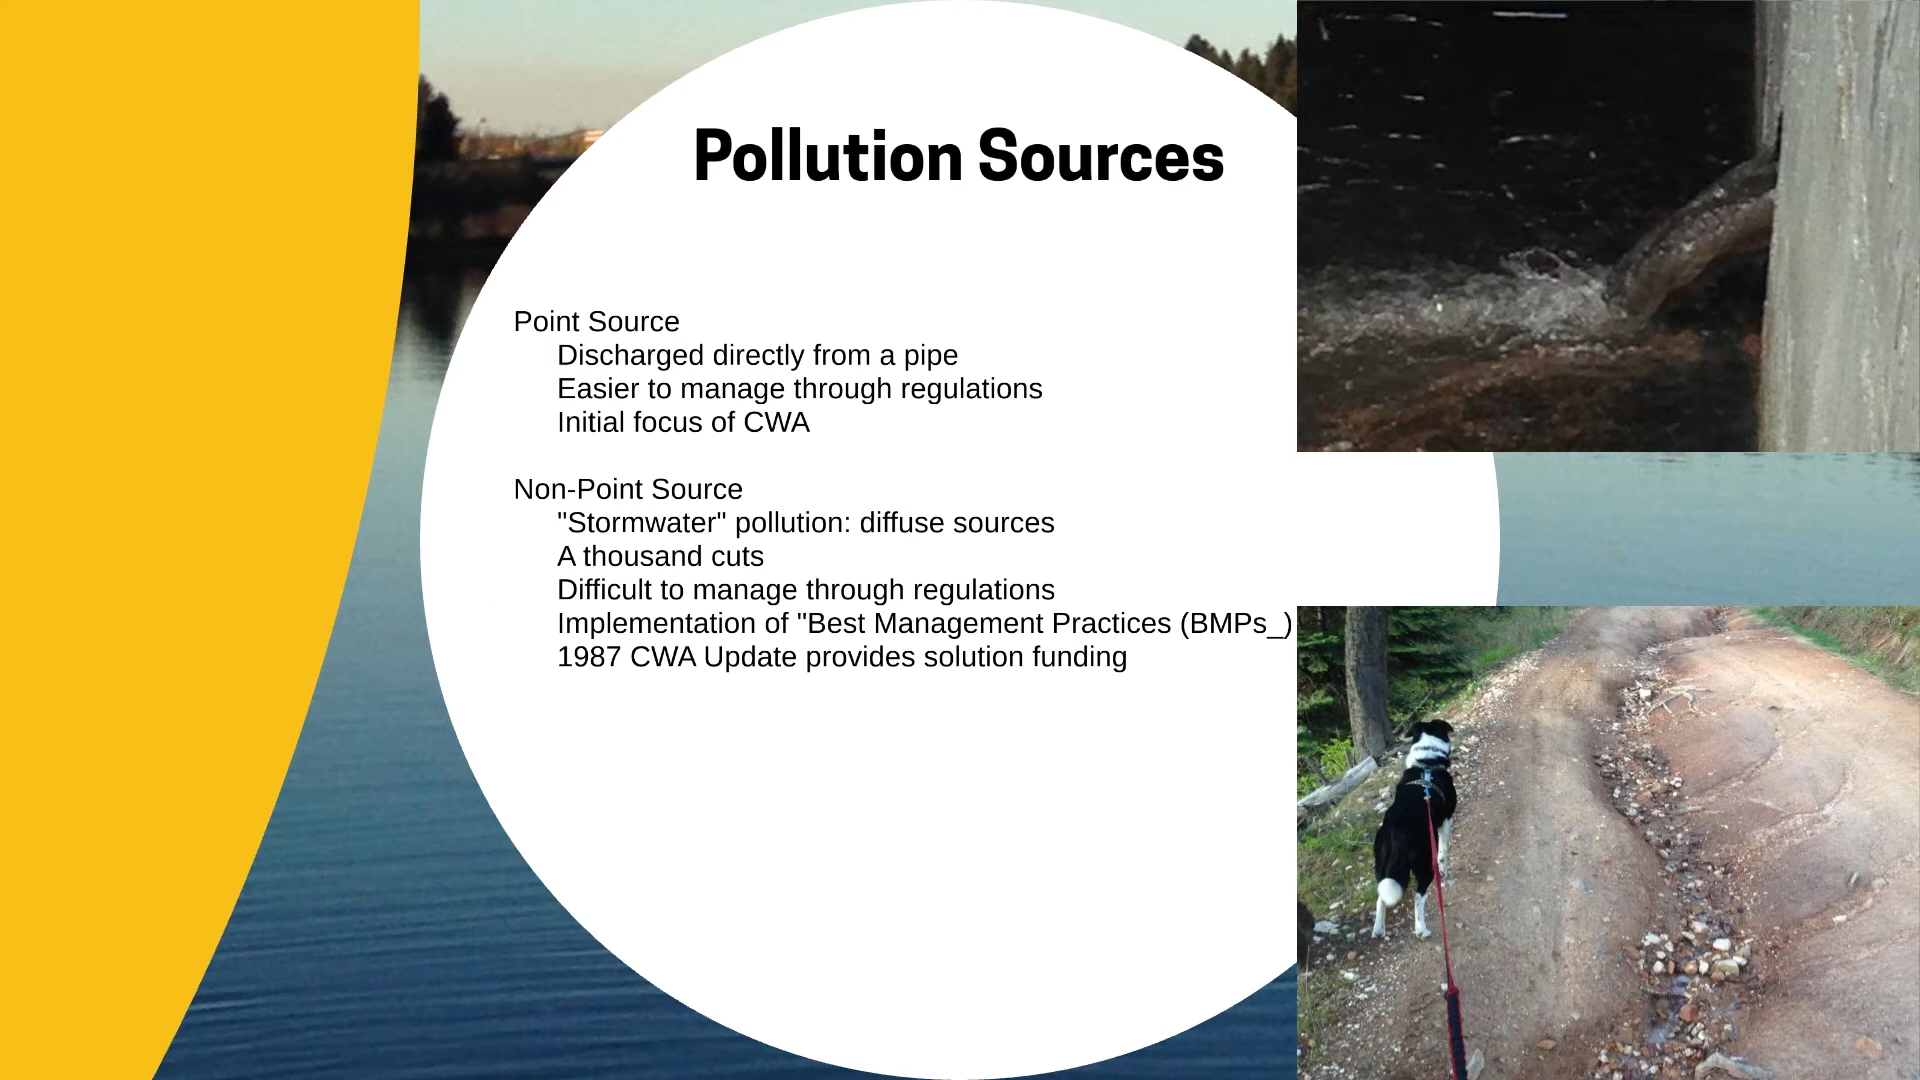 Pollution Sources
Point Source
Discharged directly from a pipe
Easier to manage through regulations
Initial focus of CWA
Non-Point Source
"Stormwater" pollution: diffuse sources
A thousand cuts
Difficult to manage through regulations
Implementation of "Best Management Practices (BMPs_)
1987 CWA Update provides solution funding